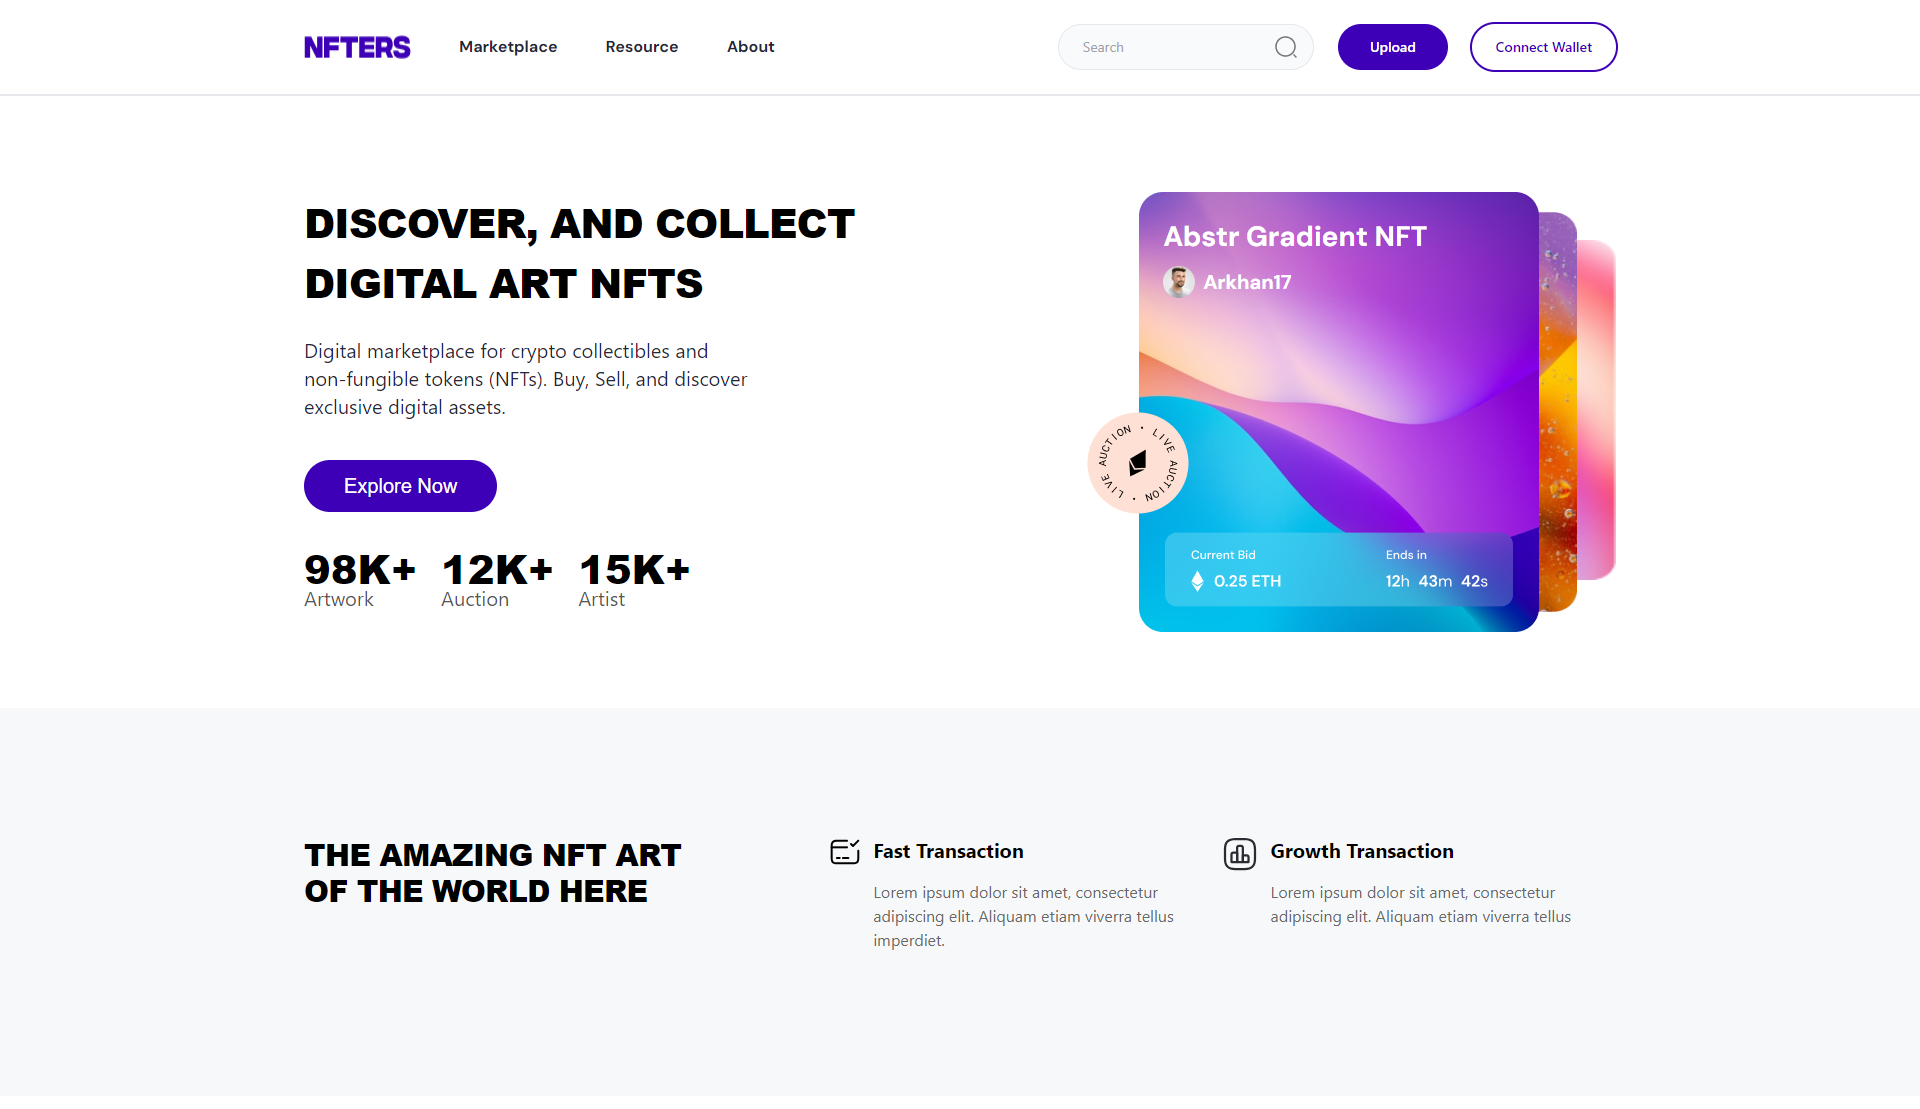 NFTERS
Marketplace
Resource
About
Search
Upload
Connect Wallet
DISCOVER, AND COLLECT
DIGITAL ART NFTS
Digital marketplace for crypto collectibles and
non-fungible tokens (NFTs). Buy, Sell, and discover
exclusive digital assets.
Explore Now
98K+
Artwork
12K+
Auction
15K+
Artist
Abstr Gradient NFT
Arkhan17
LIVE AUCTION • LIVE AUCTION •
Current Bid
0.25 ETH
Ends in
12h 43m 42s
THE AMAZING NFT ART
OF THE WORLD HERE
Fast Transaction
Lorem ipsum dolor sit amet, consectetur
adipiscing elit. Aliquam etiam viverra tellus
imperdiet.
Growth Transaction
Lorem ipsum dolor sit amet, consectetur
adipiscing elit. Aliquam etiam viverra tellus